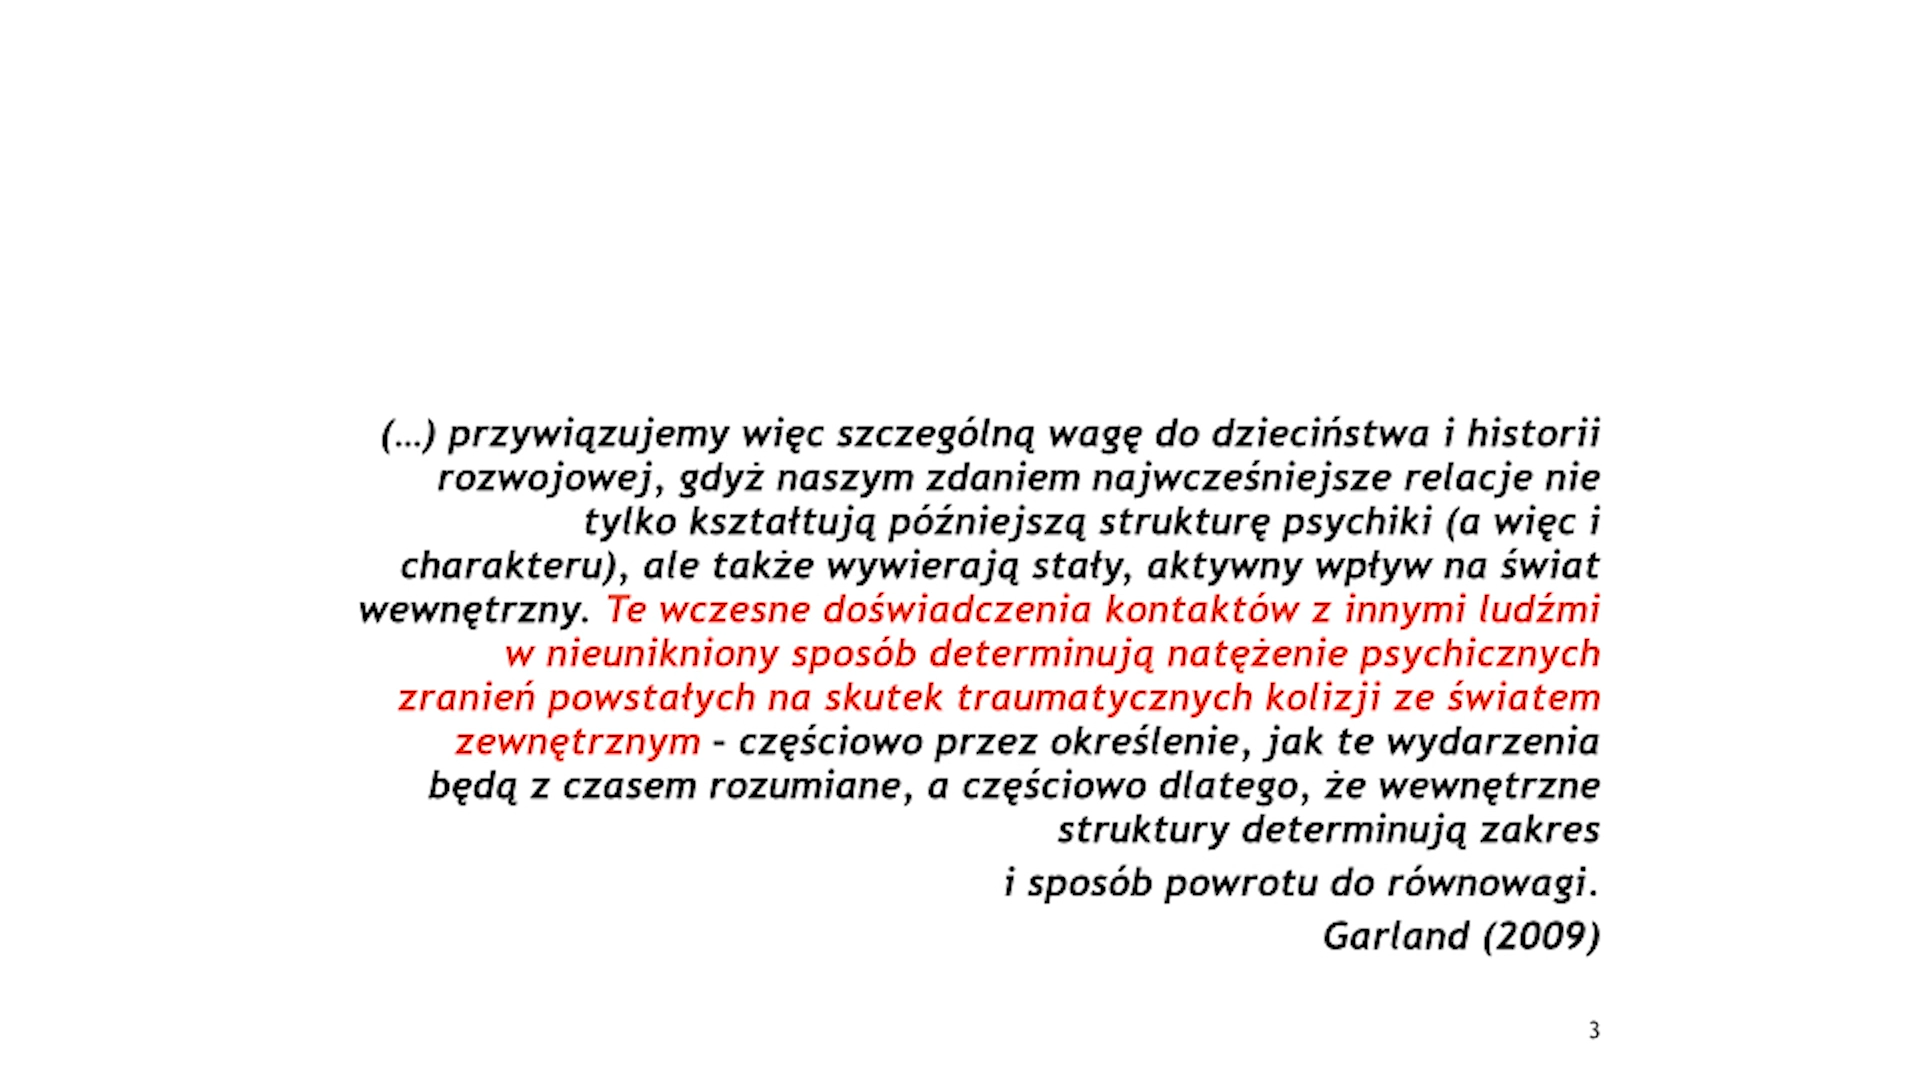 (…) przywiązujemy więc szczególną wagę do dzieciństwa i historii
rozwojowej, gdyż naszym zdaniem najwcześniejsze relacje nie
tylko kształtują późniejszą strukturę psychiki (a więc i
charakteru), ale także wywierają stały, aktywny wpływ na świat
wewnętrzny. Te wczesne doświadczenia kontaktów z innymi ludźmi
w nieunikniony sposób determinują natężenie psychicznych
zranień powstałych na skutek traumatycznych kolizji ze światem
zewnętrznym – częściowo przez określenie, jak te wydarzenia
będą z czasem rozumiane, a częściowo dlatego, że wewnętrzne
struktury determinują zakres
i sposób powrotu do równowagi.
Garland (2009)
3